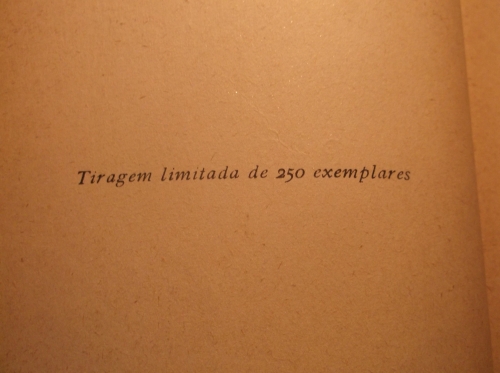 Tiragem limitada de 250 exemplares